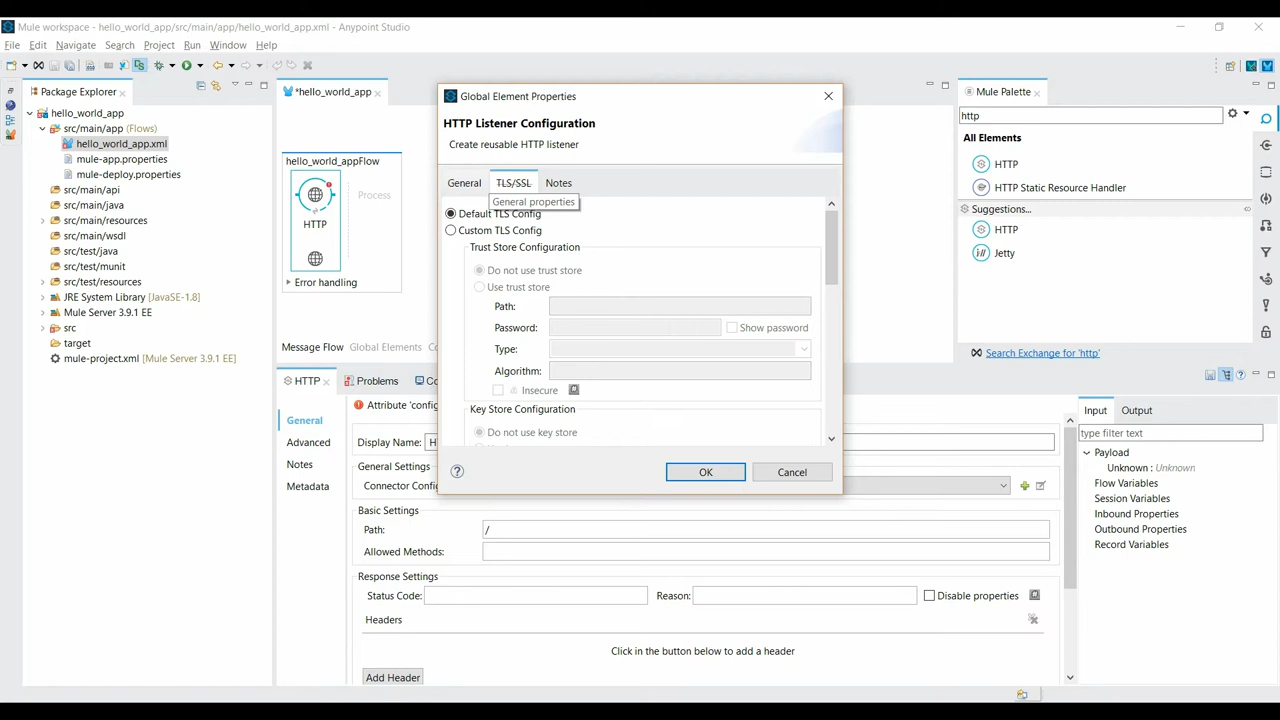 Mule workspace - hello_world_app/src/main/app/hello_world_app.xml - Anypoint Studio
File Edit Navigate Search Project Run Window Help
Package Explorer
hello_world_app
src/main/app (Flows)
hello_world_app.xml
mule-app.properties
mule-deploy.properties
src/main/api
src/main/java
src/main/resources
src/main/wsdl
src/test/java
src/test/munit
src/test/resources
JRE System Library [JavaSE-1.8]
Mule Server 3.9.1 EE
src
target
mule-project.xml [Mule Server 3.9.1 EE]
*hello_world_app
hello_world_appFlow
HTTP
Process
Error handling
Message Flow Global Elements
Global Element Properties
HTTP Listener Configuration
Create reusable HTTP listener
General TLS/SSL Notes
General properties
Default TLS Config
Custom TLS Config
Trust Store Configuration
Do not use trust store
Use trust store
Path:
Password: Show password
Type:
Algorithm:
Insecure
Key Store Configuration
Do not use key store
OK Cancel
Mule Palette
http
All Elements
HTTP
HTTP Static Resource Handler
Suggestions...
HTTP
Jetty
Search Exchange for 'http'
HTTP Problems Co
General
Advanced
Notes
Metadata
Attribute 'config
Display Name: H
General Settings
Connector Config
Basic Settings
Path: /
Allowed Methods:
Response Settings
Status Code: Reason: Disable properties
Headers
Click in the button below to add a header
Add Header
Input Output
type filter text
Payload
Unknown : Unknown
Flow Variables
Session Variables
Inbound Properties
Outbound Properties
Record Variables